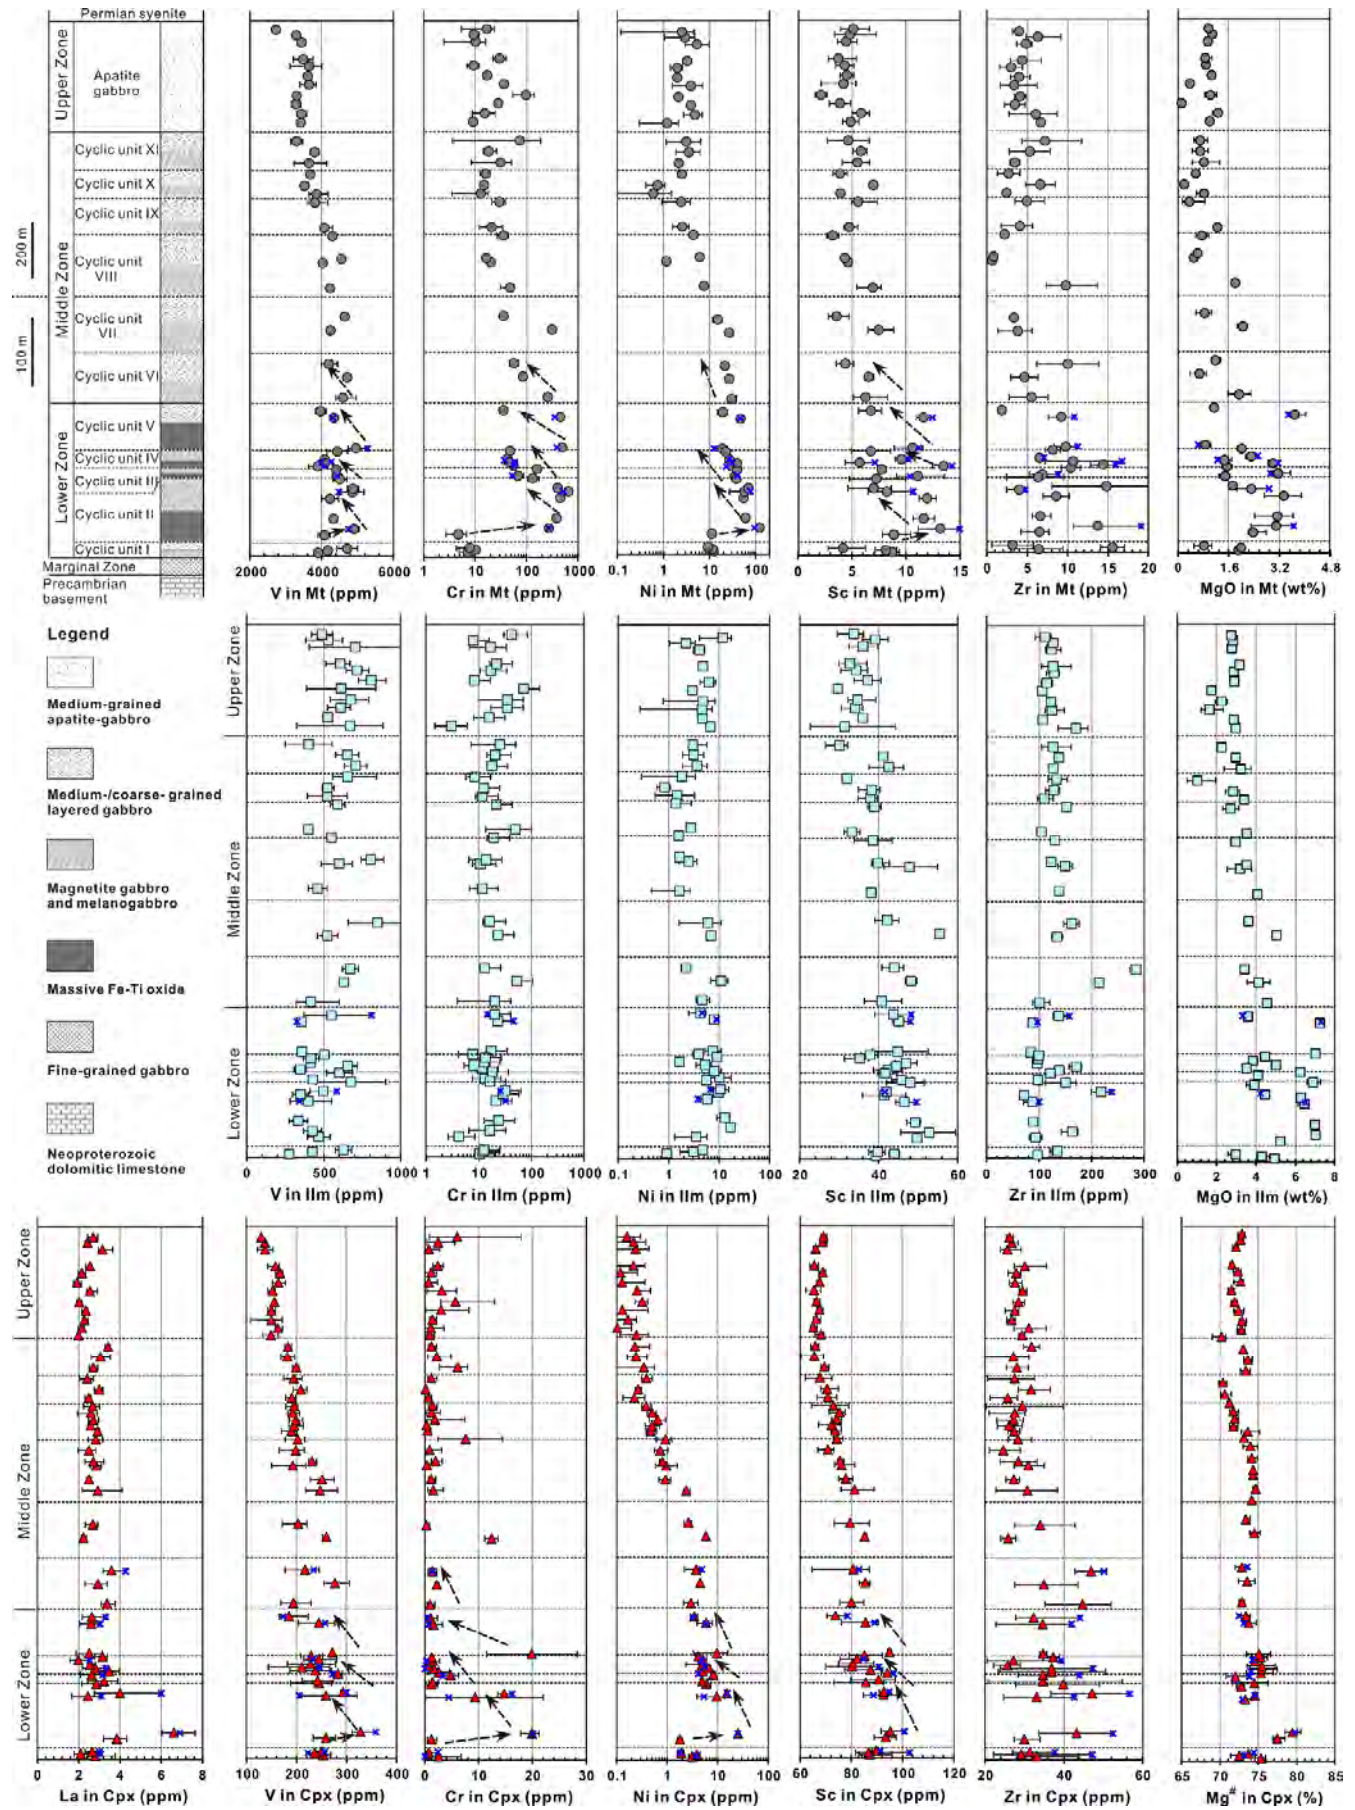 Permian syenite
Upper Zone
Apatite
gabbro
Middle Zone
Cyclic unit XI
Cyclic unit X
Cyclic unit IX
Cyclic unit
VIII
Cyclic unit
VII
Cyclic unit VI
Lower Zone
Cyclic unit V
Cyclic unit IV
Cyclic unit III
Cyclic unit II
Cyclic unit I
Marginal Zone
Precambrian
basement
200 m
100 m
2000 4000 6000
V in Mt (ppm)
1 10 100 1000
Cr in Mt (ppm)
0.1 1 10 100
Ni in Mt (ppm)
0 5 10 15
Sc in Mt (ppm)
0 5 10 15 20
Zr in Mt (ppm)
0 1.6 3.2 4.8
MgO in Mt (wt%)
Legend
Medium-grained
apatite-gabbro
Medium-/coarse- grained
layered gabbro
Magnetite gabbro
and melanogabbro
Massive Fe-Ti oxide
Fine-grained gabbro
Neoproterozoic
dolomitic limestone
Upper Zone
Middle Zone
Lower Zone
0 500 1000
V in Ilm (ppm)
1 10 100 1000
Cr in Ilm (ppm)
0.1 1 10 100
Ni in Ilm (ppm)
20 40 60
Sc in Ilm (ppm)
0 100 200 300
Zr in Ilm (ppm)
0 2 4 6 8
MgO in Ilm (wt%)
Upper Zone
Middle Zone
Lower Zone
0 2 4 6 8
La in Cpx (ppm)
100 200 300 400
V in Cpx (ppm)
0 10 20 30
Cr in Cpx (ppm)
0.1 1 10 100
Ni in Cpx (ppm)
60 80 100 120
Sc in Cpx (ppm)
20 40 60
Zr in Cpx (ppm)
65 70 75 80 85
Mg# in Cpx (%)